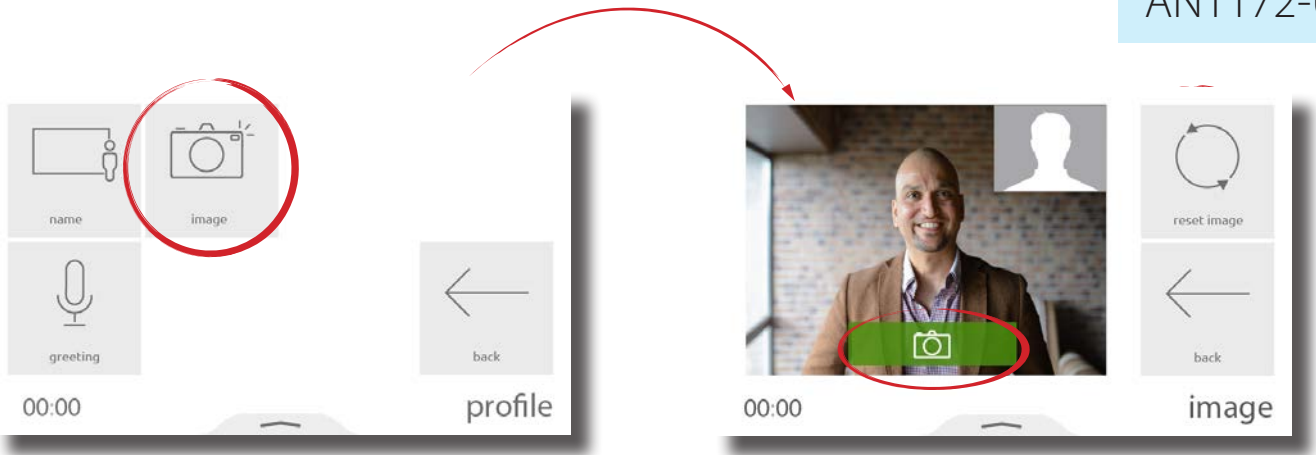 name
image
greeting
back
00:00
profile
reset image
back
00:00
image